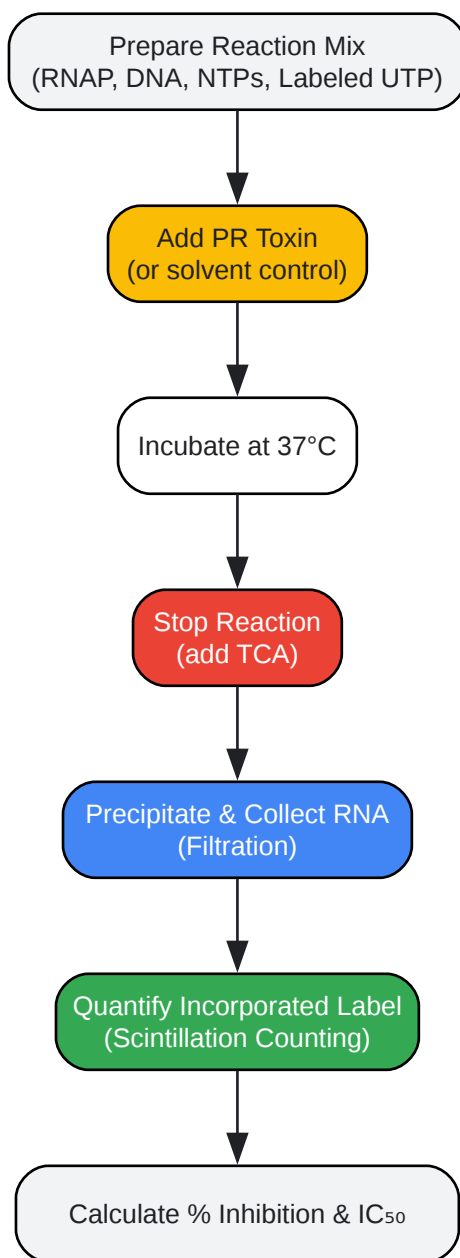 Prepare Reaction Mix
(RNAP, DNA, NTPs, Labeled UTP)
Add PR Toxin
(or solvent control)
Incubate at 37°C
Stop Reaction
(add TCA)
Precipitate & Collect RNA
(Filtration)
Quantify Incorporated Label
(Scintillation Counting)
Calculate % Inhibition & IC₅₀